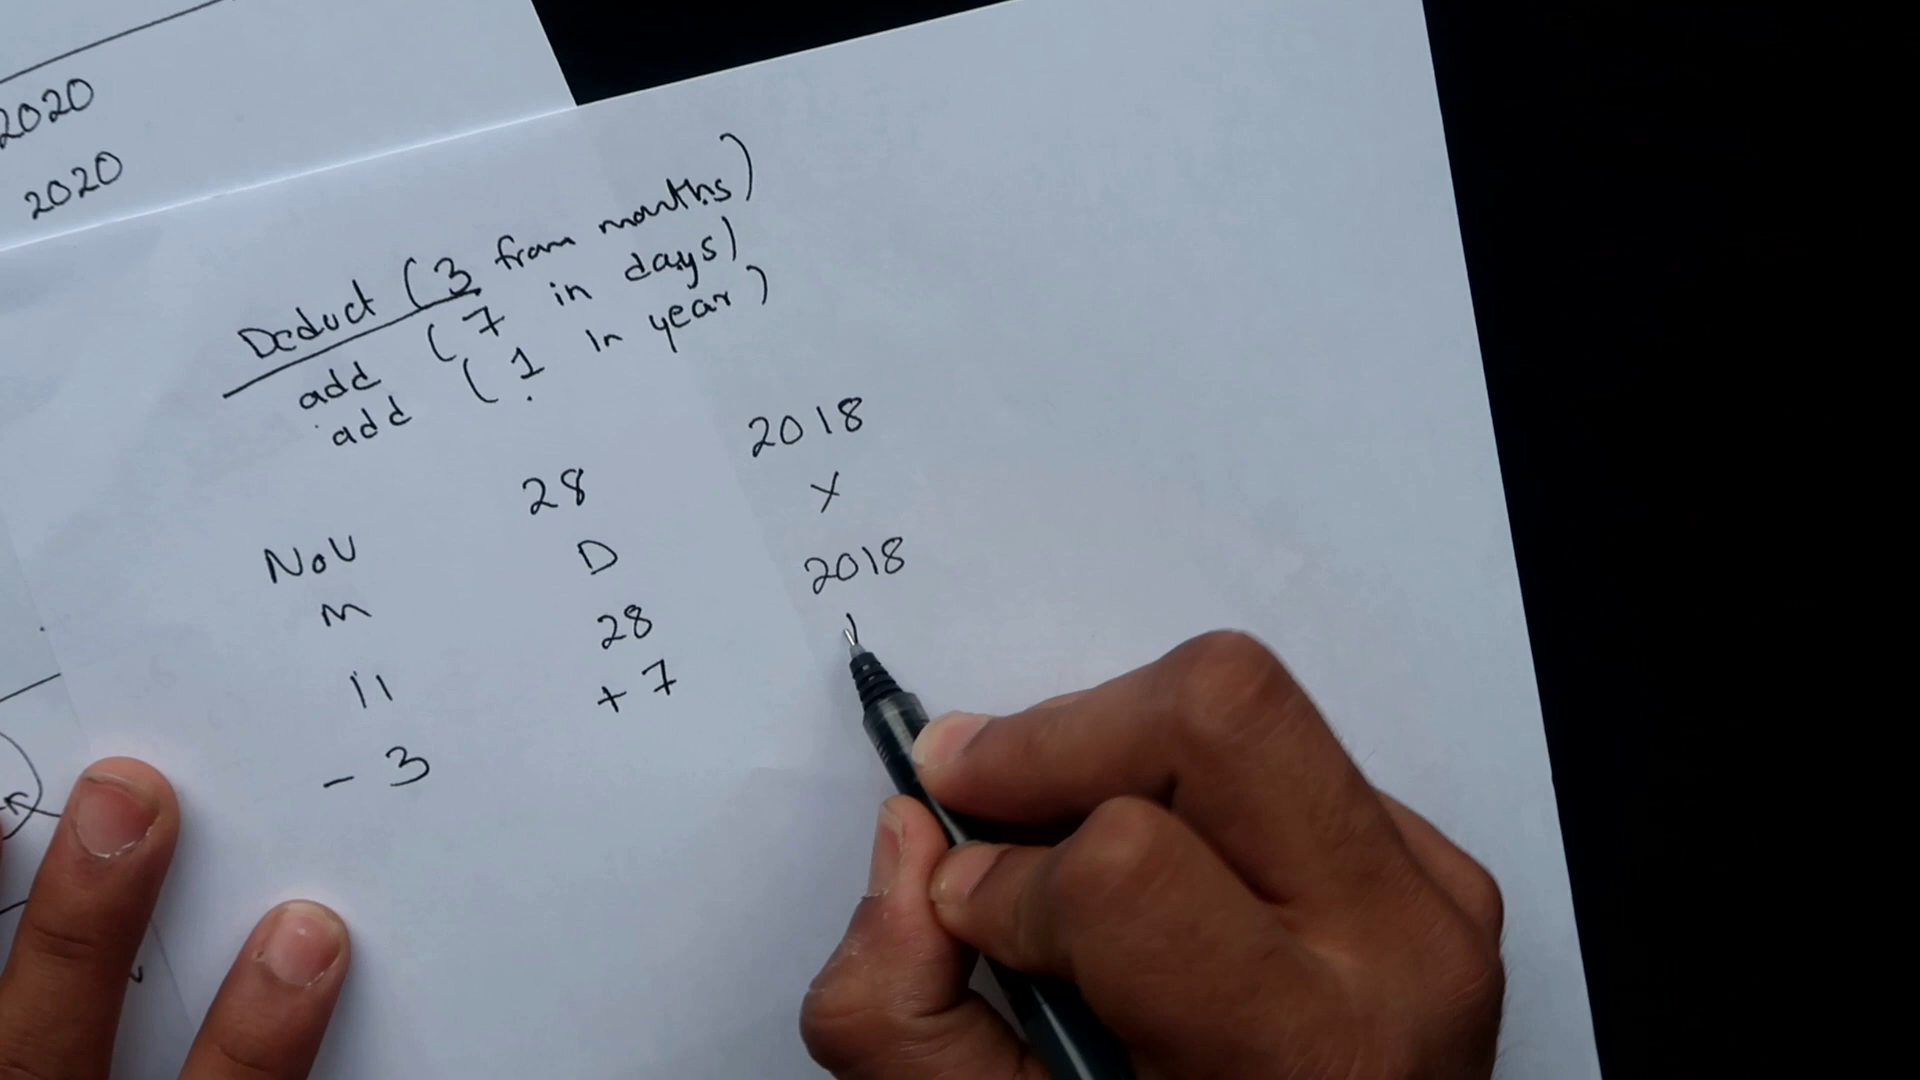 2020
2020
Deduct (3 from months)
add (7 in days)
add (1 In year)
Nov 28 2018
M D Y
11 28 2018
- 3 + 7 1